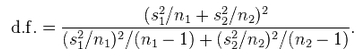 d.f. = \frac{(s_1^2/n_1 + s_2^2/n_2)^2}{(s_1^2/n_1)^2/(n_1 - 1) + (s_2^2/n_2)^2/(n_2 - 1)}.